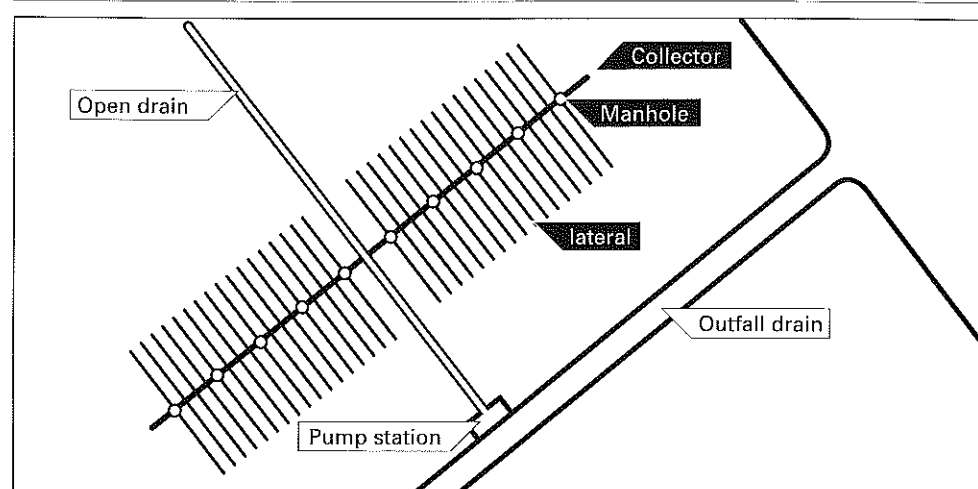 Collector
Open drain
Manhole
lateral
Outfall drain
Pump station